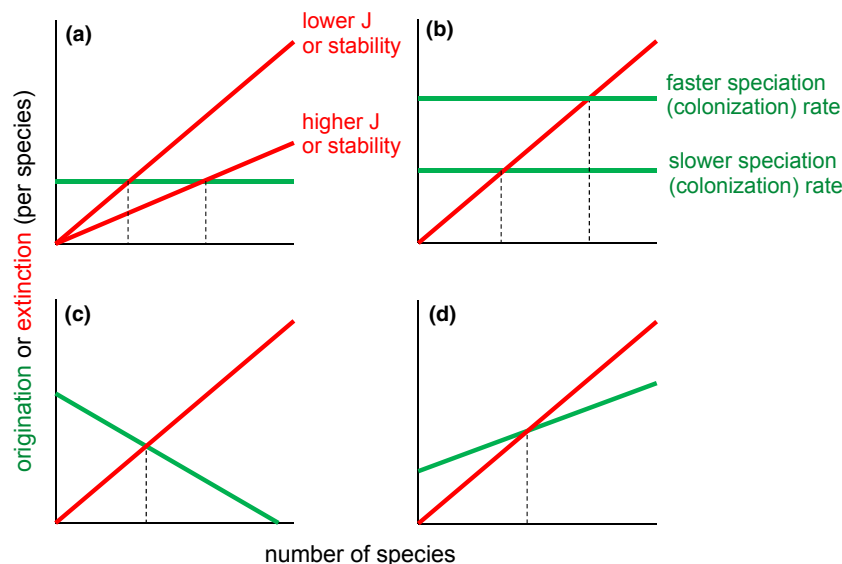 (a)
lower J
or stability
higher J
or stability
(b)
faster speciation
(colonization) rate
slower speciation
(colonization) rate
origination or extinction (per species)
(c)
(d)
number of species